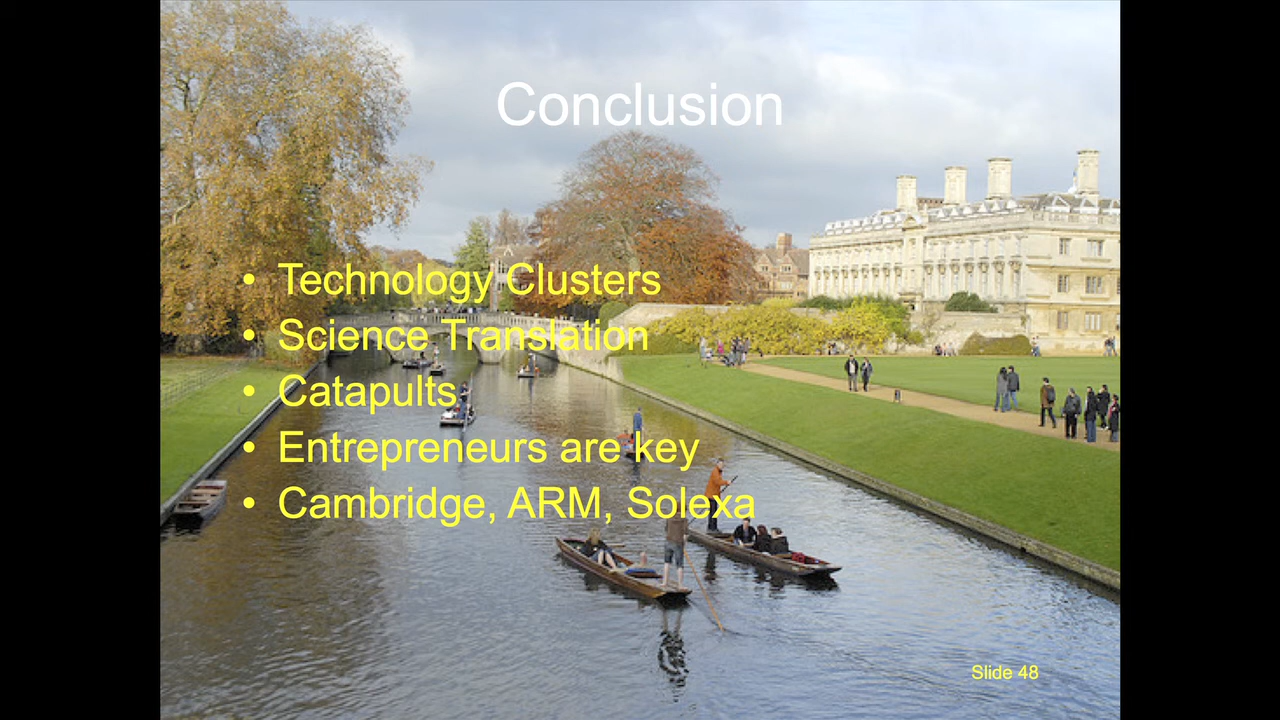 Conclusion
• Technology Clusters
• Science Translation
• Catapults
• Entrepreneurs are key
• Cambridge, ARM, Solexa
Slide 48